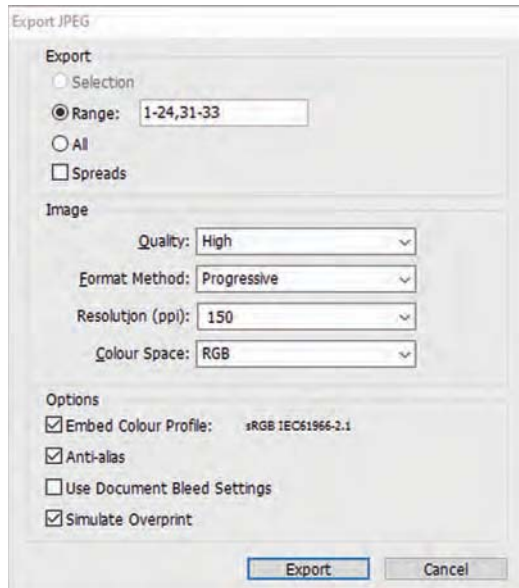 Export JPEG
Export
Selection
Range: 1-24,31-33
All
Spreads
Image
Quality: High
Format Method: Progressive
Resolution (ppi): 150
Colour Space: RGB
Options
Embed Colour Profile: sRGB IEC61966-2.1
Anti-alias
Use Document Bleed Settings
Simulate Overprint
Export Cancel